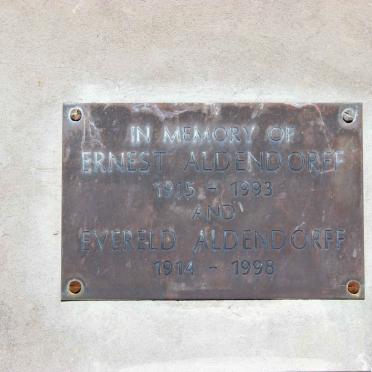 IN MEMORY OF
ERNEST ALDENDORFF
1915 - 1993
AND
EVERELD ALDENDORFF
1914 - 1998